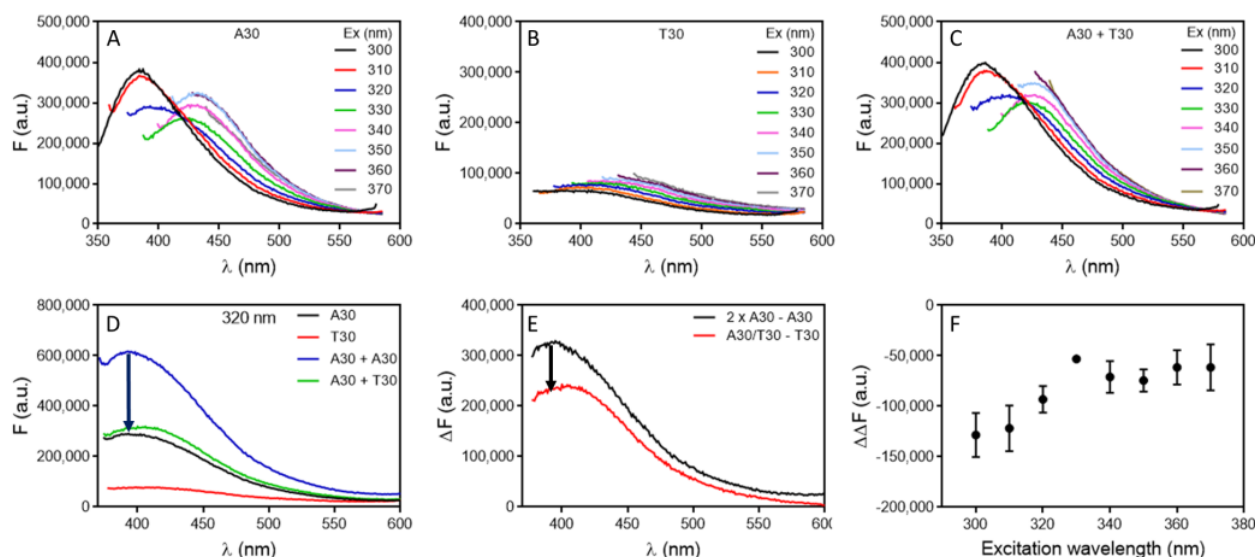 A
A30
Ex (nm)
300
310
320
330
340
350
360
370
500,000
400,000
300,000
200,000
100,000
0
F (a.u.)
350 400 450 500 550 600
λ (nm)
B
T30
Ex (nm)
300
310
320
330
340
350
360
370
400,000
300,000
200,000
100,000
0
F (a.u.)
350 400 450 500 550 600
λ (nm)
C
A30 + T30
Ex (nm)
300
310
320
330
340
350
360
370
500,000
400,000
300,000
200,000
100,000
0
F (a.u.)
350 400 450 500 550 600
λ (nm)
D
320 nm
A30
T30
A30 + A30
A30 + T30
800,000
600,000
400,000
200,000
0
F (a.u.)
400 450 500 550 600
λ (nm)
E
2 x A30 - A30
A30/T30 - T30
400,000
300,000
200,000
100,000
0
ΔF (a.u.)
400 450 500 550 600
λ (nm)
F
0
-50,000
-100,000
-150,000
-200,000
ΔΔF (a.u.)
300 320 340 360 380
Excitation wavelength (nm)